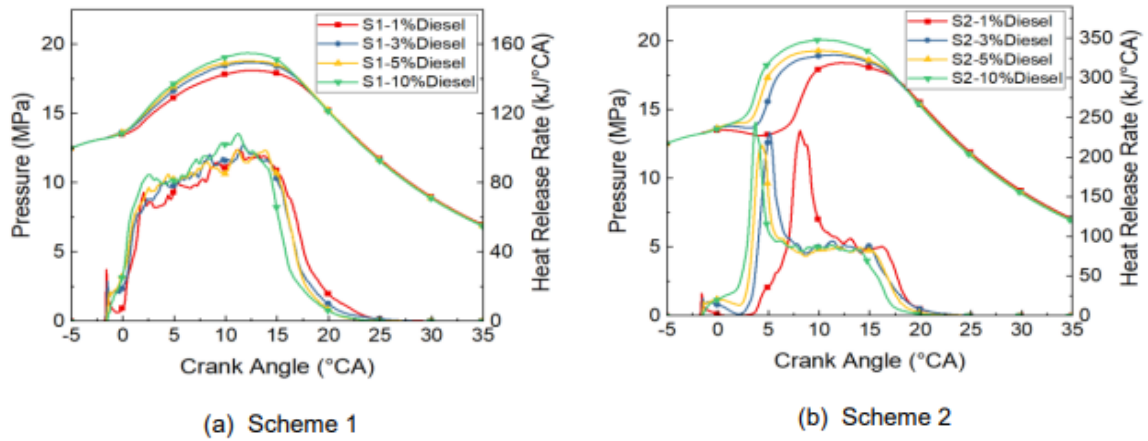 S1-1%Diesel
S1-3%Diesel
S1-5%Diesel
S1-10%Diesel
Pressure (MPa)
20
15
10
5
0
160
120
80
40
0
Heat Release Rate (kJ/°CA)
-5 0 5 10 15 20 25 30 35
Crank Angle (°CA)
(a) Scheme 1
S2-1%Diesel
S2-3%Diesel
S2-5%Diesel
S2-10%Diesel
Pressure (MPa)
20
15
10
5
0
350
300
250
200
150
100
50
0
Heat Release Rate (kJ/°CA)
-5 0 5 10 15 20 25 30 35
Crank Angle (°CA)
(b) Scheme 2